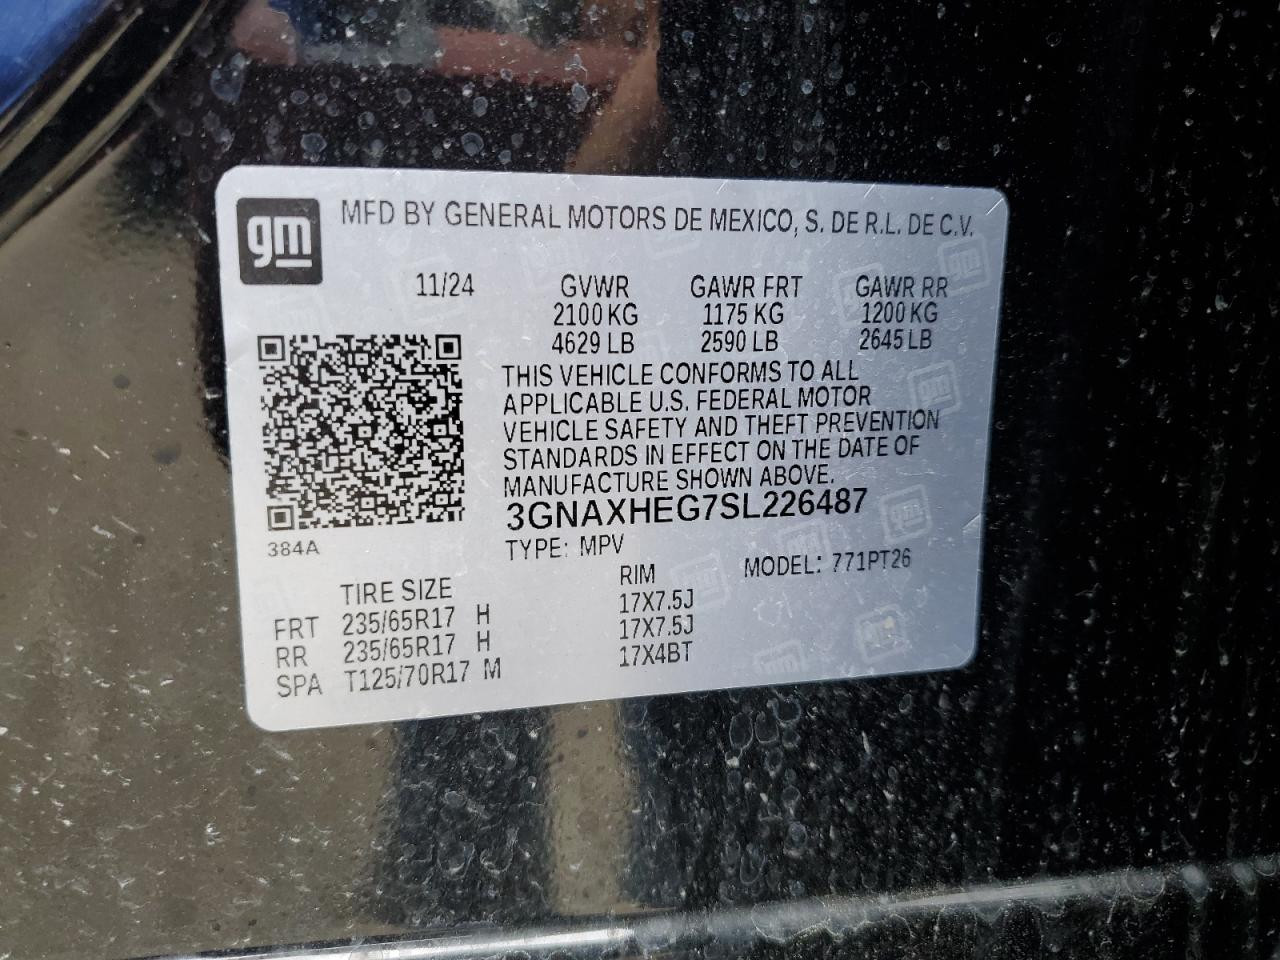 gm
MFD BY GENERAL MOTORS DE MEXICO, S. DE R.L. DE C.V.
11/24 GVWR GAWR FRT GAWR RR
2100 KG 1175 KG 1200 KG
4629 LB 2590 LB 2645 LB
THIS VEHICLE CONFORMS TO ALL
APPLICABLE U.S. FEDERAL MOTOR
VEHICLE SAFETY AND THEFT PREVENTION
STANDARDS IN EFFECT ON THE DATE OF
MANUFACTURE SHOWN ABOVE.
3GNAXHEG7SL226487
384A
TYPE: MPV MODEL: 771PT26
TIRE SIZE RIM
FRT 235/65R17 H 17X7.5J
RR 235/65R17 H 17X7.5J
SPA T125/70R17 M 17X4BT